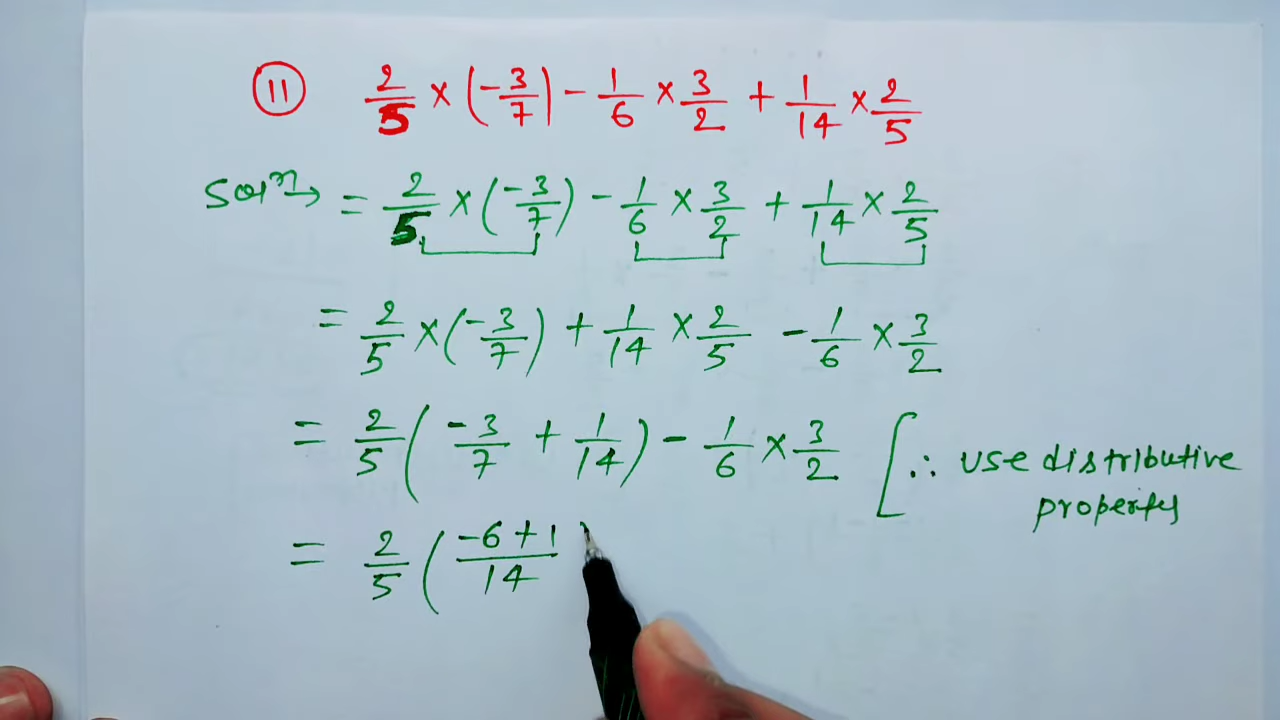 (11) 2/5 × (-3/7) - 1/6 × 3/2 + 1/14 × 2/5
Solⁿ→ = 2/5 × (-3/7) - 1/6 × 3/2 + 1/14 × 2/5
= 2/5 × (-3/7) + 1/14 × 2/5 - 1/6 × 3/2
= 2/5 ( -3/7 + 1/14 ) - 1/6 × 3/2 [ ∴ use distributive
properties
= 2/5 ( -6+1/14 )